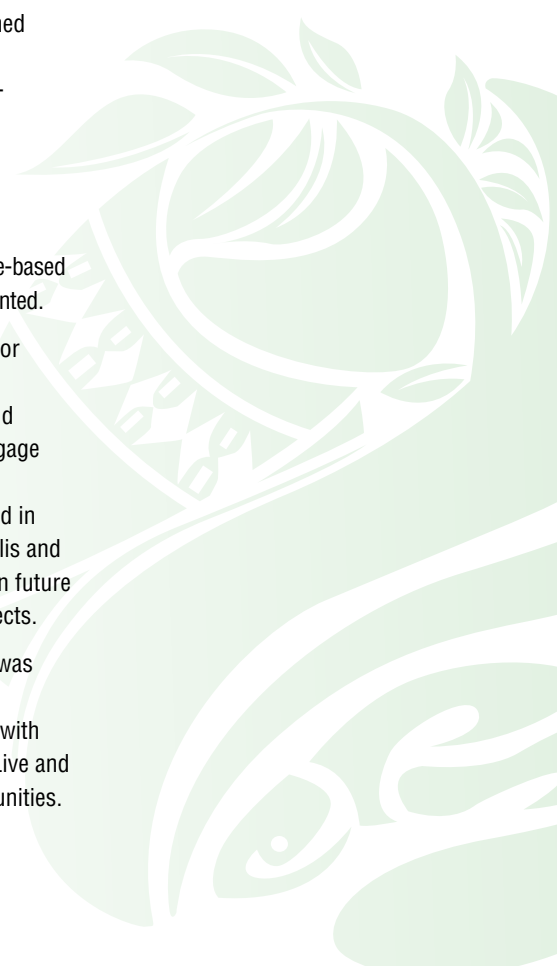 ned
-
e-based
nted.
or
d
gage
d in
lis and
n future
ects.
was
with
Live and
unities.